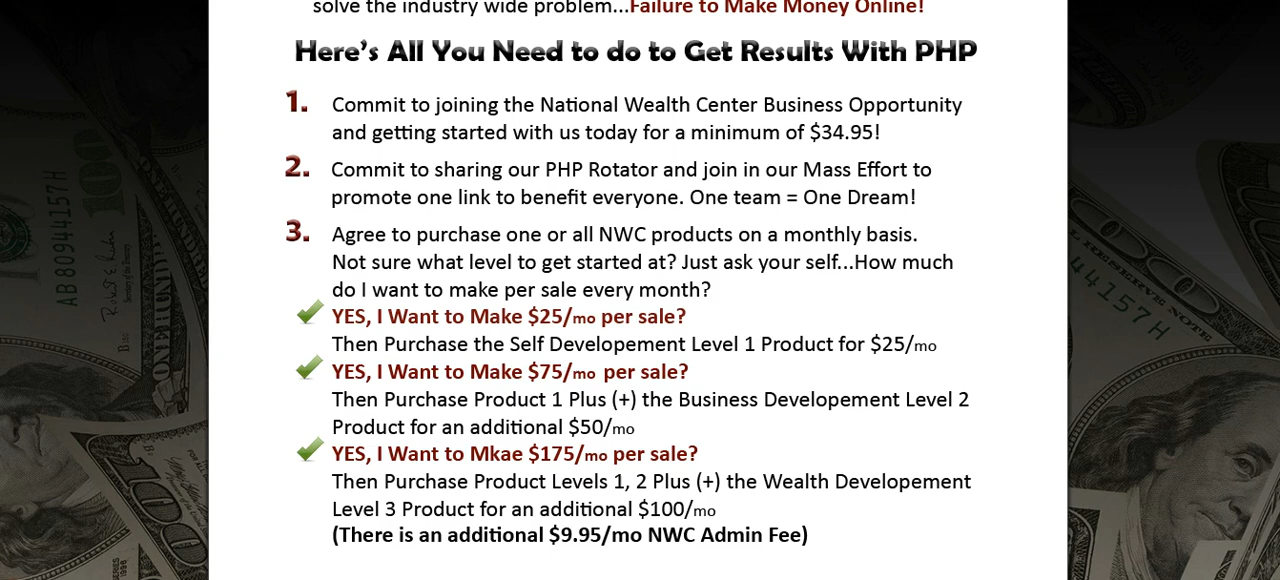 solve the industry wide problem...Failure to Make Money Online!
Here's All You Need to do to Get Results With PHP
1. Commit to joining the National Wealth Center Business Opportunity
and getting started with us today for a minimum of $34.95!
2. Commit to sharing our PHP Rotator and join in our Mass Effort to
promote one link to benefit everyone. One team = One Dream!
3. Agree to purchase one or all NWC products on a monthly basis.
Not sure what level to get started at? Just ask your self...How much
do I want to make per sale every month?
YES, I Want to Make $25/mo per sale?
Then Purchase the Self Developement Level 1 Product for $25/mo
YES, I Want to Make $75/mo per sale?
Then Purchase Product 1 Plus (+) the Business Developement Level 2
Product for an additional $50/mo
YES, I Want to Mkae $175/mo per sale?
Then Purchase Product Levels 1, 2 Plus (+) the Wealth Developement
Level 3 Product for an additional $100/mo
(There is an additional $9.95/mo NWC Admin Fee)
AB80944157H
100
44157H